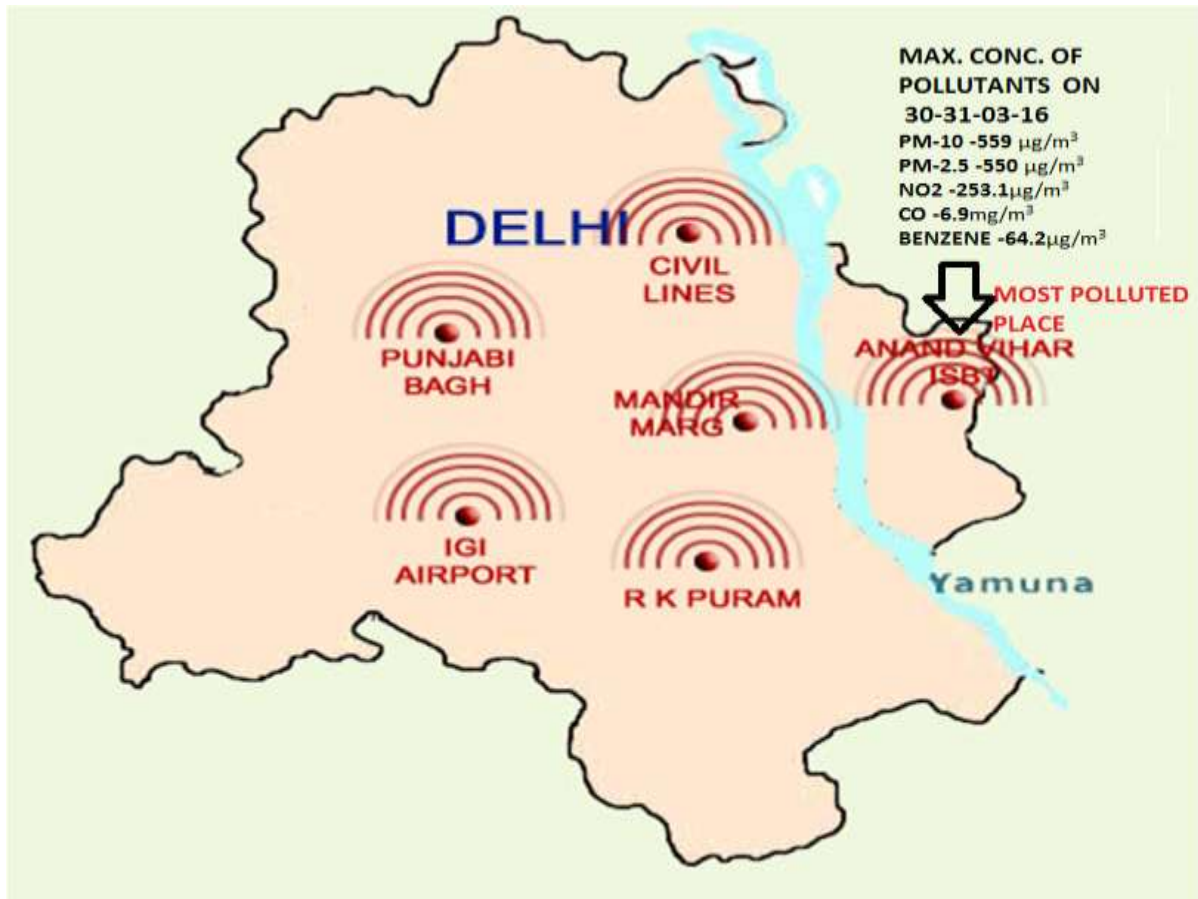 MAX. CONC. OF
POLLUTANTS ON
30-31-03-16
PM-10 -559 µg/m³
PM-2.5 -550 µg/m³
NO2 -253.1µg/m³
CO -6.9mg/m³
BENZENE -64.2µg/m³
MOST POLLUTED
PLACE
DELHI
CIVIL
LINES
PUNJABI
BAGH
ANAND VIHAR
ISBT
MANDIR
MARG
IGI
AIRPORT
R K PURAM
Yamuna